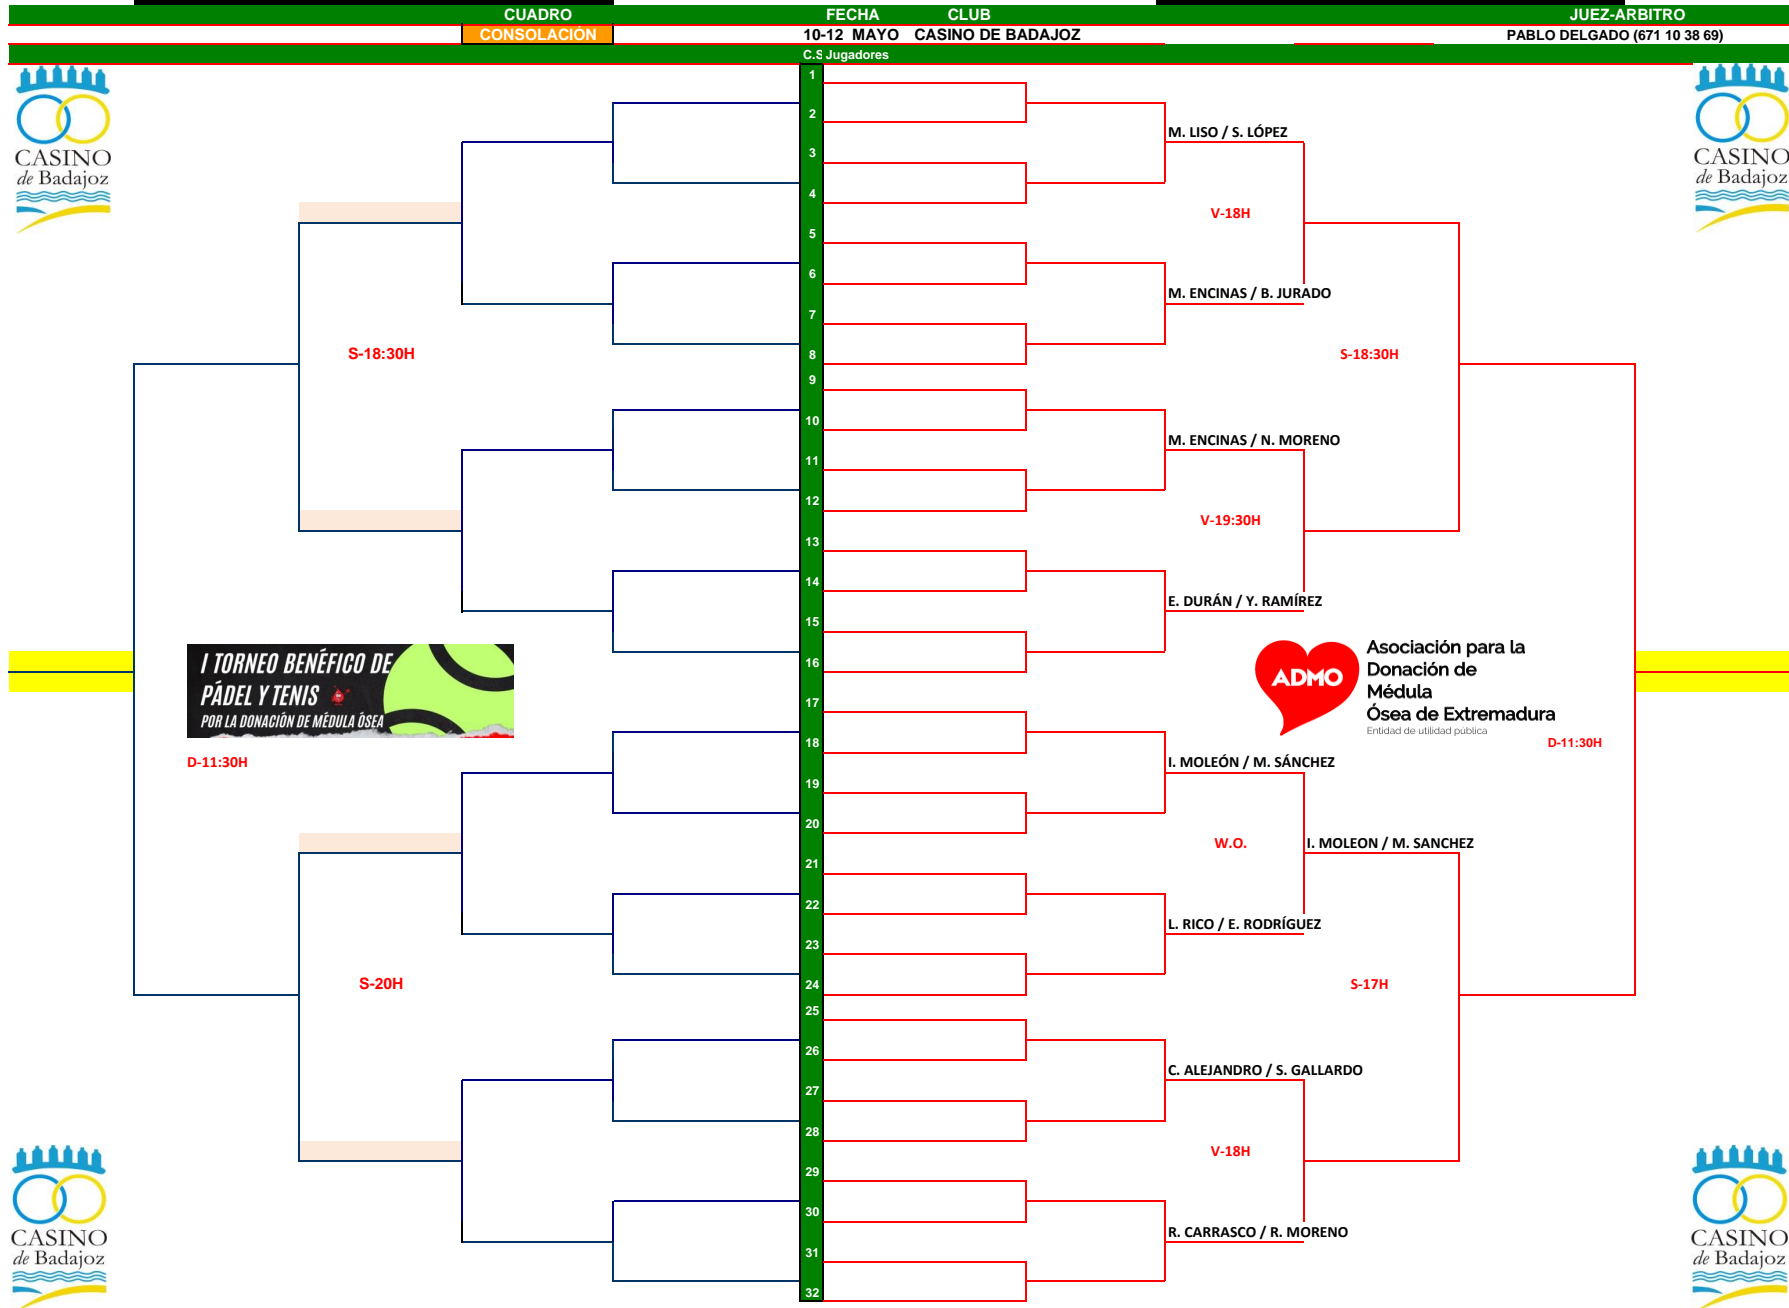 CUADRO FECHA CLUB JUEZ-ARBITRO
CONSOLACIÓN 10-12 MAYO CASINO DE BADAJOZ PABLO DELGADO (671 10 38 69)
C.S Jugadores
CASINO
de Badajoz
CASINO
de Badajoz
1
2
M. LISO / S. LÓPEZ
3
4
V-18H
5
6
M. ENCINAS / B. JURADO
7
S-18:30H
8
S-18:30H
9
10
M. ENCINAS / N. MORENO
11
12
V-19:30H
13
14
E. DURÁN / Y. RAMÍREZ
15
16
I TORNEO BENÉFICO DE
PÁDEL Y TENIS
POR LA DONACIÓN DE MÉDULA ÓSEA
ADMO
Asociación para la
Donación de
Médula
Ósea de Extremadura
Entidad de utilidad pública
17
18
D-11:30H
D-11:30H
I. MOLEÓN / M. SÁNCHEZ
19
20
W.O.
I. MOLEON / M. SANCHEZ
21
22
L. RICO / E. RODRÍGUEZ
23
S-20H
24
S-17H
25
26
C. ALEJANDRO / S. GALLARDO
27
28
V-18H
29
30
R. CARRASCO / R. MORENO
31
32
CASINO
de Badajoz
CASINO
de Badajoz